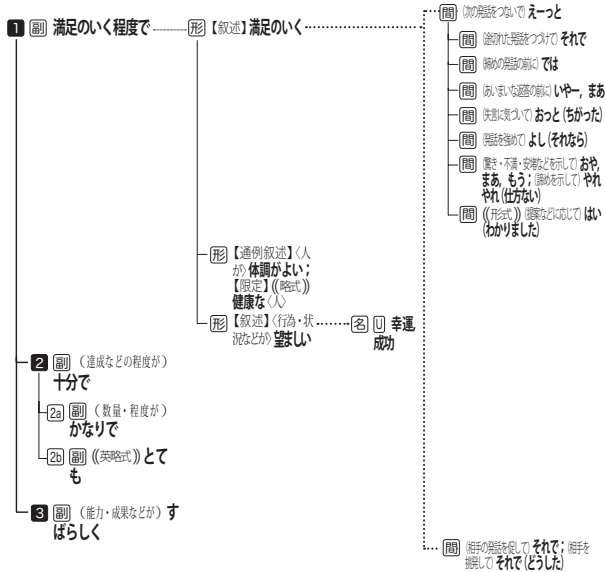 1 副 満足のいく程度で
形 【叙述】満足のいく
間 (次の発話をつないで) えーっと
間 (途切れた発話をつづけて) それで
間 (締めの発話の前に) では
間 (あいまいな返答の前に) いやー，まあ
間 (失言に気づいて) おっと (ちがった)
間 (発話を強めて) よし (それなら)
間 (驚き・不満・安堵などを示して) おや，
まあ，もう；(諦めを示して) やれ
やれ (仕方ない)
間 ((形式)) (提案などに応じて) はい
(わかりました)
形 【通例叙述】〈人
が〉体調がよい；
【限定】((略式))
健康な〈人〉
形 【叙述】〈行為・状
況などが〉望ましい
名 U 幸運，
成功
2 副 (達成などの程度が)
十分で
2a 副 (数量・程度が)
かなりで
2b 副 ((英略式)) とて
も
3 副 (能力・成果などが) す
ばらしく
間 (相手の発話を促して) それで；(相手を
挑発して) それで (どうした)